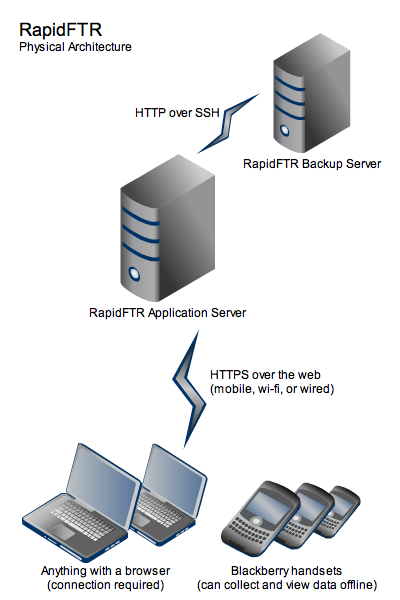 RapidFTR
Physical Architecture
HTTP over SSH
RapidFTR Backup Server
RapidFTR Application Server
HTTPS over the web
(mobile, wi-fi, or wired)
Anything with a browser
(connection required)
Blackberry handsets
(can collect and view data offline)